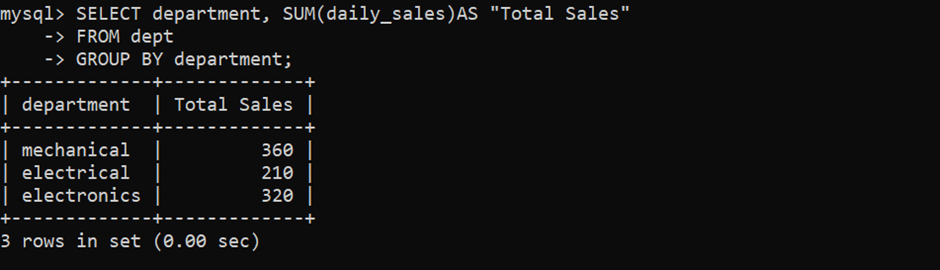 mysql> SELECT department, SUM(daily_sales)AS "Total Sales"
    -> FROM dept
    -> GROUP BY department;
+-------------+-------------+
| department  | Total Sales |
+-------------+-------------+
| mechanical  |         360 |
| electrical  |         210 |
| electronics |         320 |
+-------------+-------------+
3 rows in set (0.00 sec)